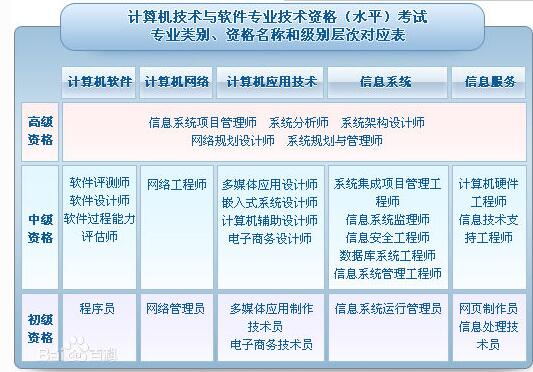 计算机技术与软件专业技术资格（水平）考试
专业类别、资格名称和级别层次对应表
计算机软件 计算机网络 计算机应用技术 信息系统 信息服务
高级
资格
信息系统项目管理师 系统分析师 系统架构设计师
网络规划设计师 系统规划与管理师
中级
资格
软件评测师
软件设计师
软件过程能力
评估师
网络工程师
多媒体应用设计师
嵌入式系统设计师
计算机辅助设计师
电子商务设计师
系统集成项目管理工
程师
信息系统监理师
信息安全工程师
数据库系统工程师
信息系统管理工程师
计算机硬件
工程师
信息技术支
持工程师
初级
资格
程序员
网络管理员
多媒体应用制作
技术员
电子商务技术员
信息系统运行管理员
网页制作员
信息处理技
术员
Bai百科